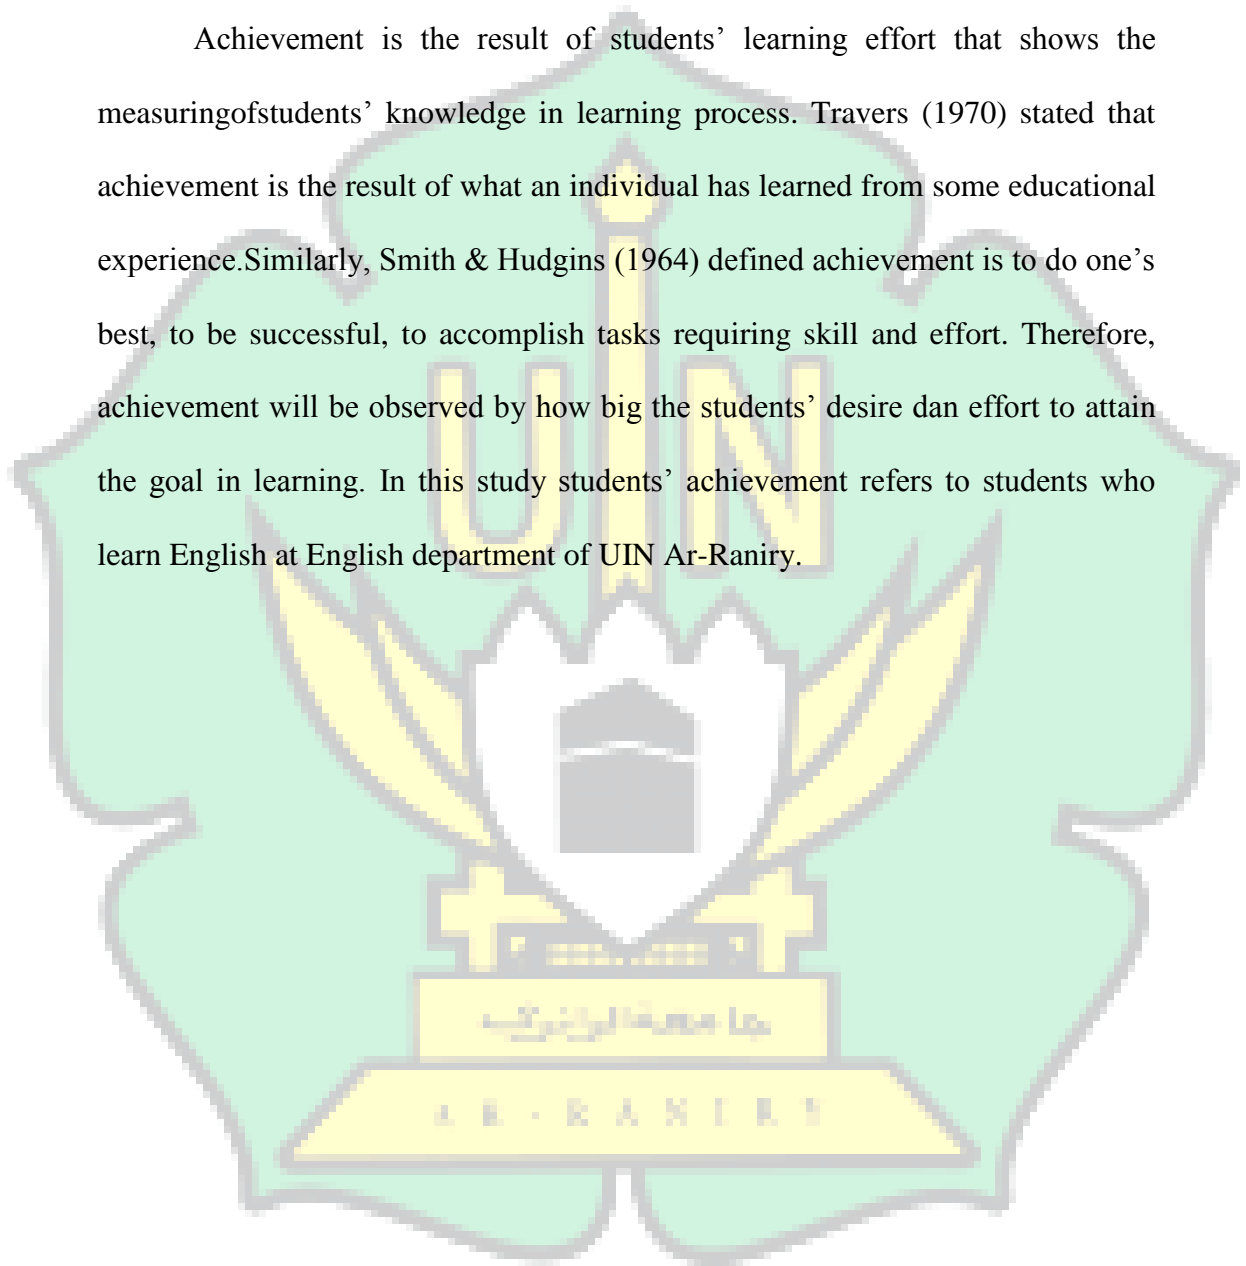 Achievement is the result of students’ learning effort that shows the
measuringofstudents’ knowledge in learning process. Travers (1970) stated that
achievement is the result of what an individual has learned from some educational
experience.Similarly, Smith & Hudgins (1964) defined achievement is to do one’s
best, to be successful, to accomplish tasks requiring skill and effort. Therefore,
achievement will be observed by how big the students’ desire dan effort to attain
the goal in learning. In this study students’ achievement refers to students who
learn English at English department of UIN Ar-Raniry.
UIN
AR-RANIRY